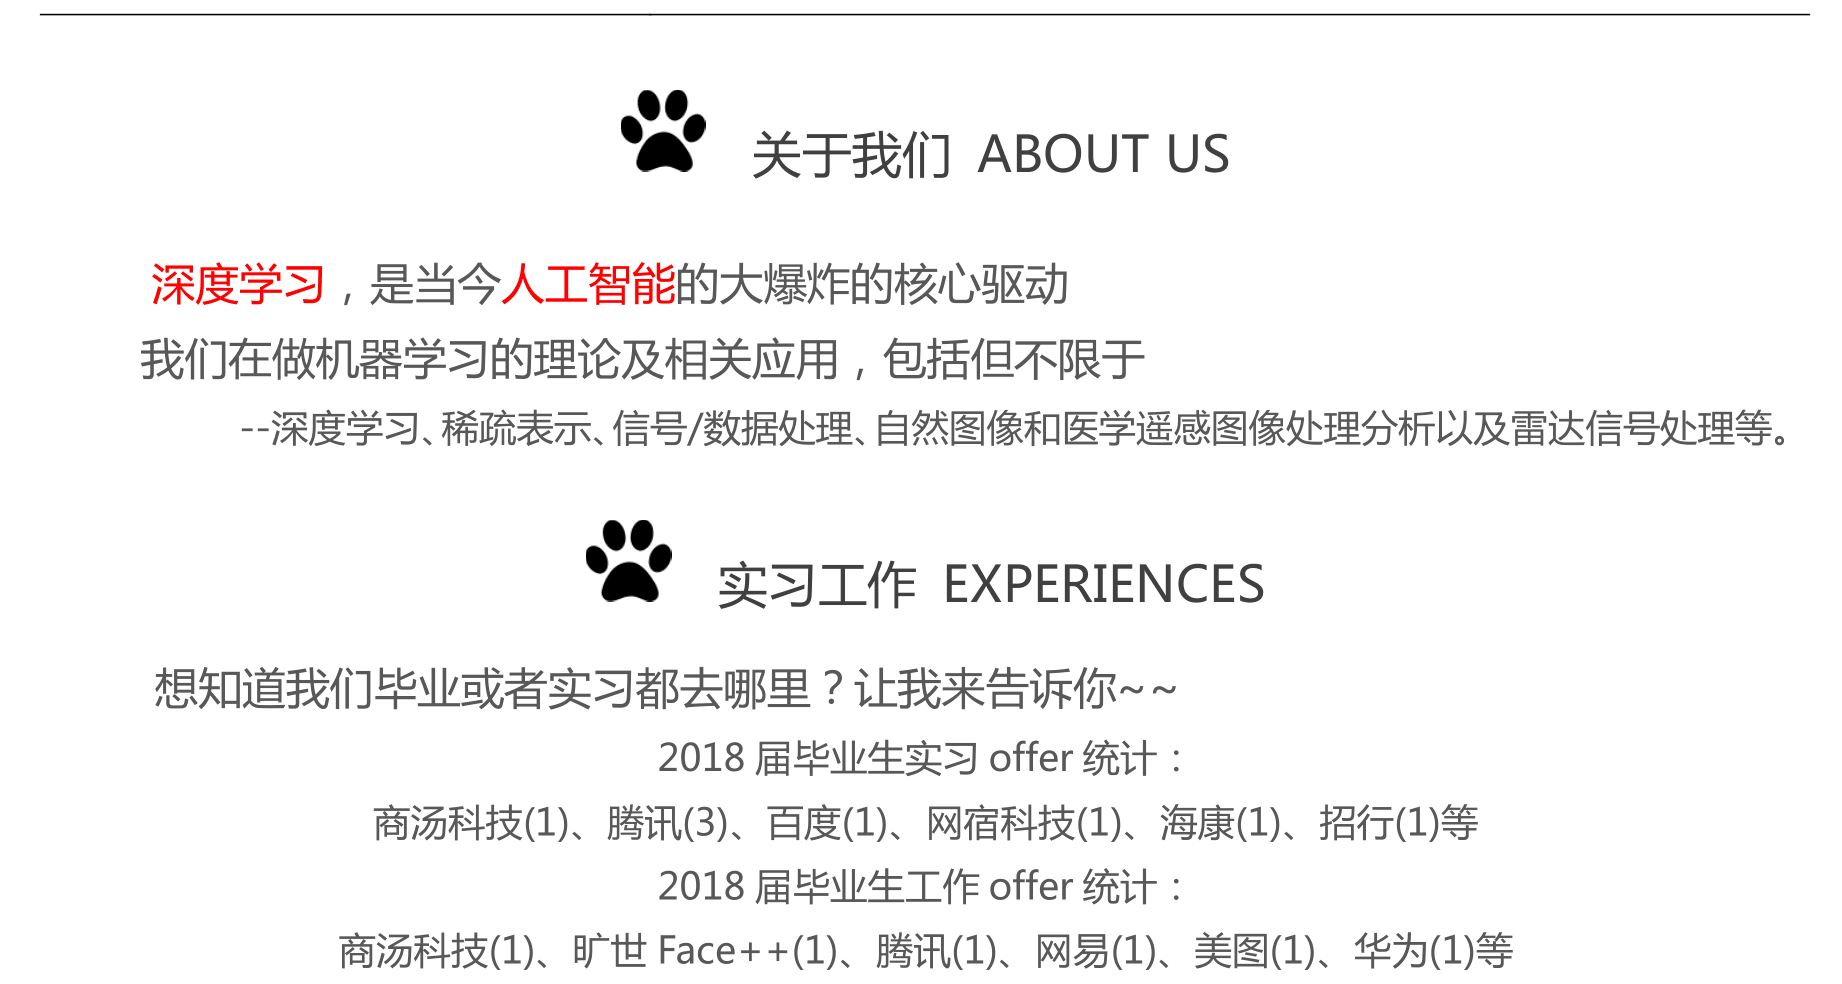 关于我们 ABOUT US
深度学习，是当今人工智能的大爆炸的核心驱动
我们在做机器学习的理论及相关应用，包括但不限于
--深度学习、稀疏表示、信号/数据处理、自然图像和医学遥感图像处理分析以及雷达信号处理等。
实习工作 EXPERIENCES
想知道我们毕业或者实习都去哪里？让我来告诉你~~
2018 届毕业生实习 offer 统计：
商汤科技(1)、腾讯(3)、百度(1)、网宿科技(1)、海康(1)、招行(1)等
2018 届毕业生工作 offer 统计：
商汤科技(1)、旷世 Face++(1)、腾讯(1)、网易(1)、美图(1)、华为(1)等